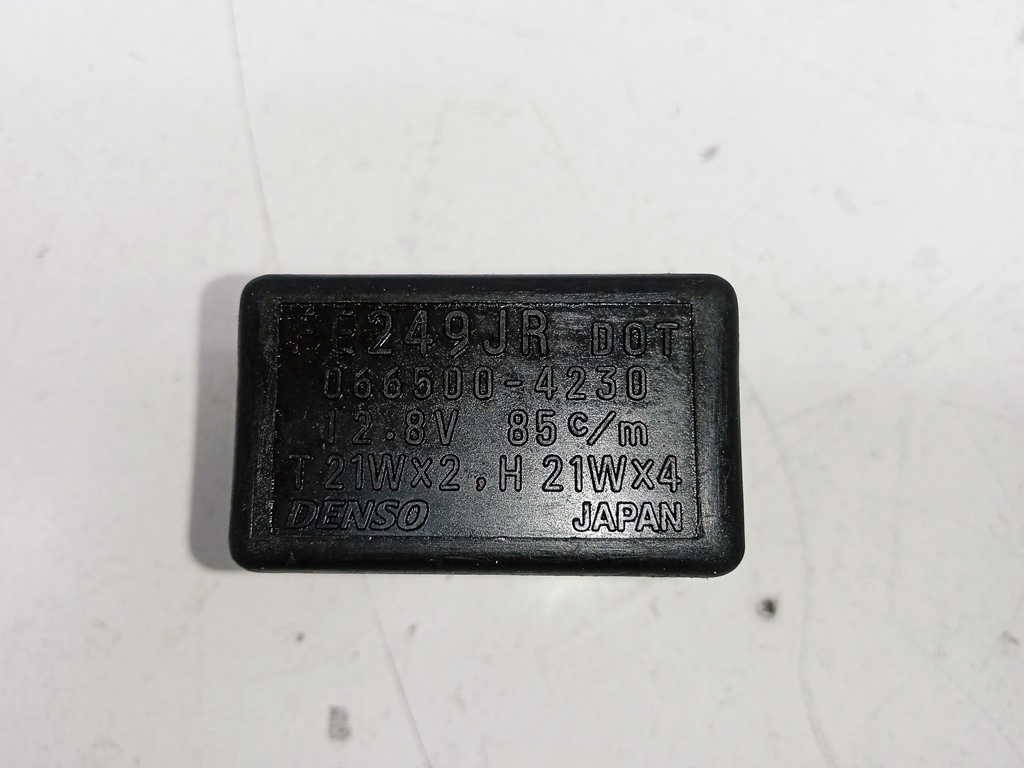 FE249JR DOT
066500-4230
12.8V 85c/m
T 21W×2, H 21W×4
DENSO JAPAN